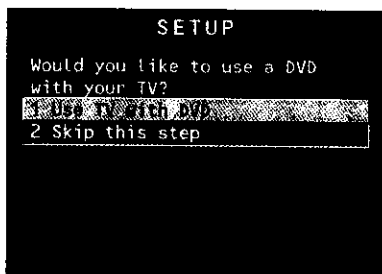 SETUP
Would you like to use a DVD
with your TV?
1 Use TV with DVD
2 Skip this step